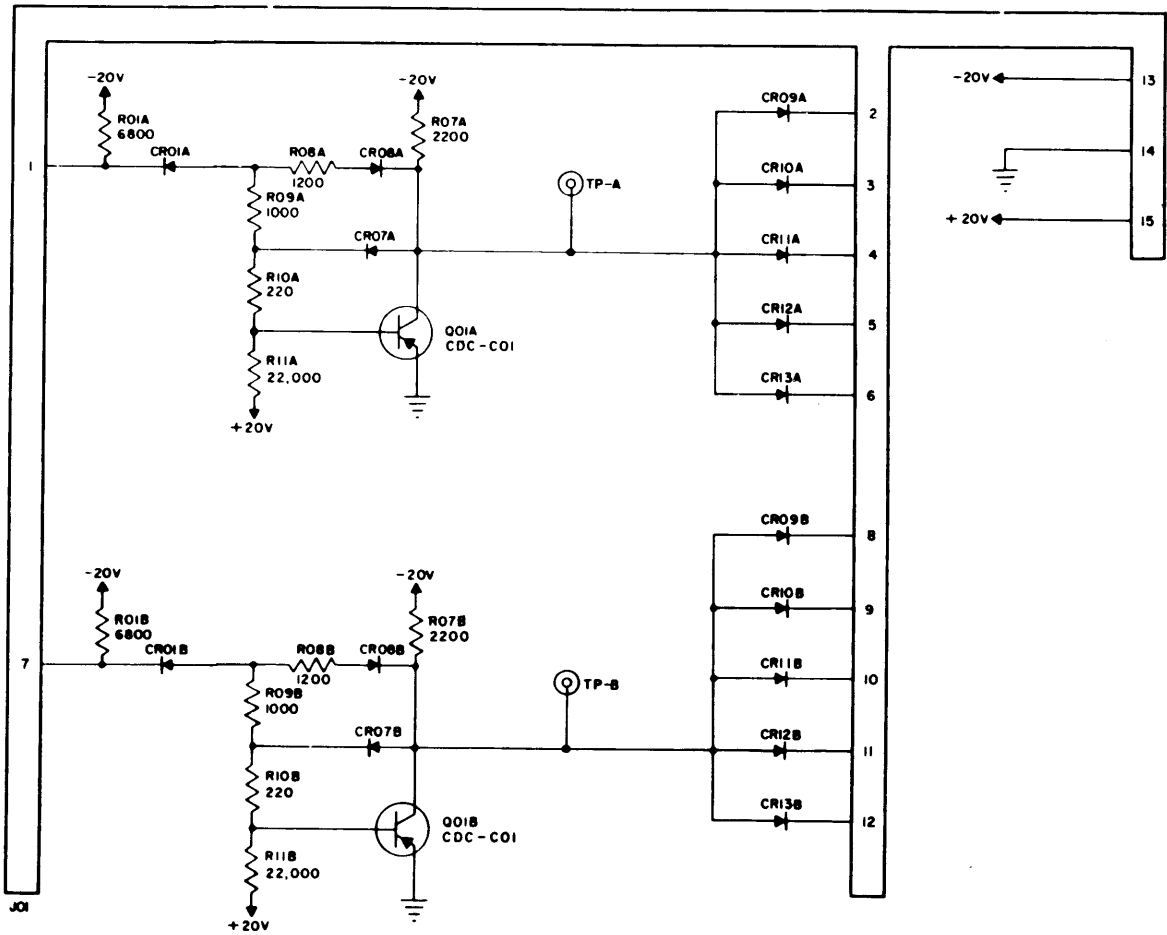 -20V
R01A
6800
CR01A
1
R08A
1200
CR08A
-20V
R07A
2200
R09A
1000
CR07A
R10A
220
Q01A
CDC-C01
R11A
22,000
+20V
TP-A
CR09A
2
CR10A
3
CR11A
4
CR12A
5
CR13A
6
-20V
13
14
+20V
15
-20V
R01B
6800
CR01B
7
R08B
1200
CR08B
-20V
R07B
2200
R09B
1000
CR07B
R10B
220
Q01B
CDC-C01
R11B
22,000
+20V
TP-B
CR09B
8
CR10B
9
CR11B
10
CR12B
11
CR13B
12
J01